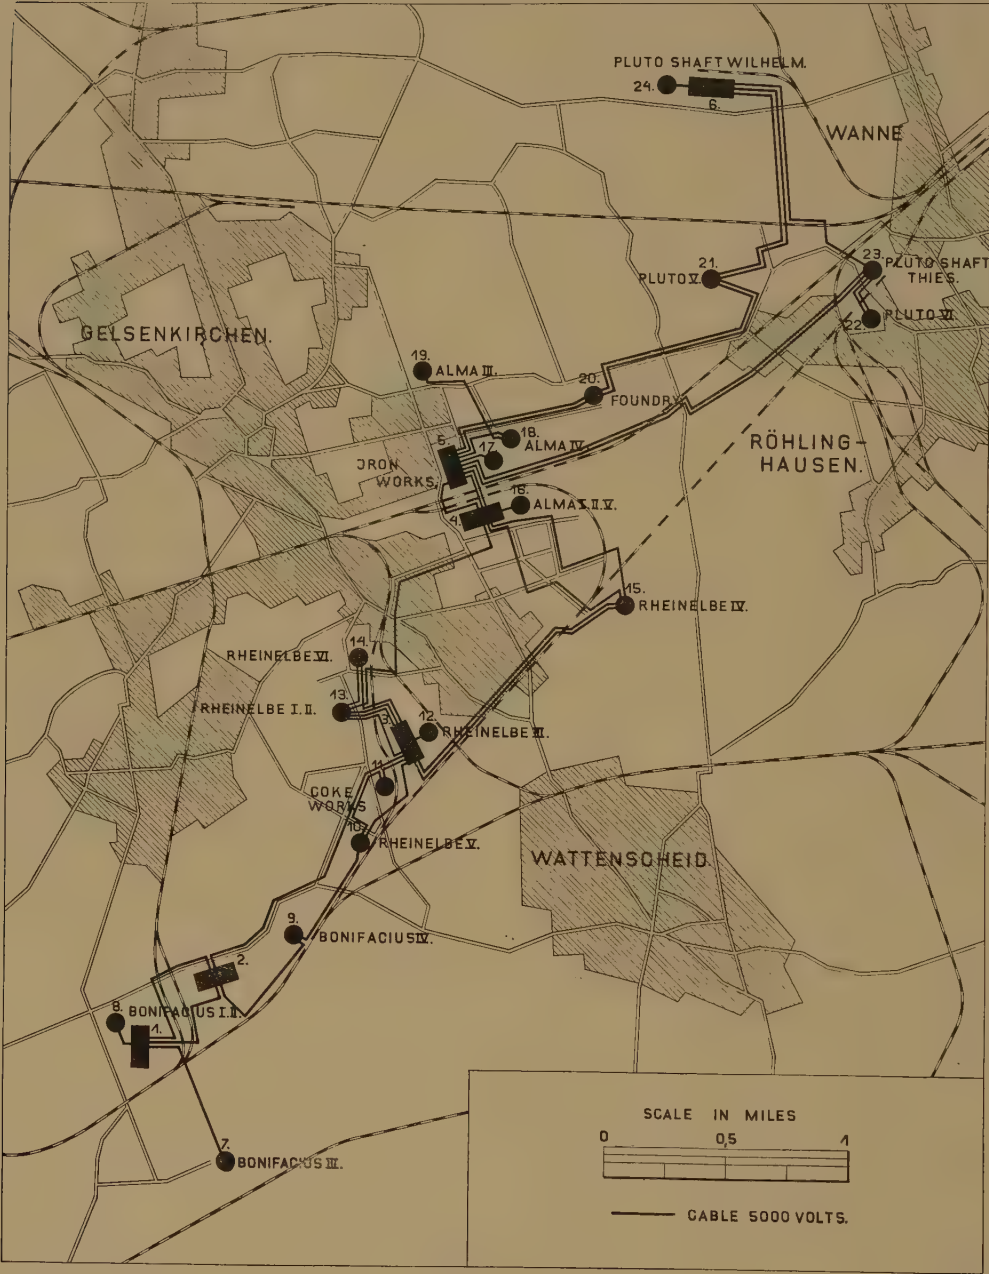 PLUTO SHAFT WILHELM.
24.
6.
WANNE
23.
PLUTO SHAFT
THIES.
21.
PLUTO V.
22.
PLUTO VI.
GELSENKIRCHEN.
19.
ALMA III.
20.
FOUNDRY
18.
ALMA IV.
17.
5.
JRON
WORKS.
RÖHLING-
HAUSEN.
16.
ALMA I.II.V.
4.
15.
RHEINELBE IV.
14.
RHEINELBE VI.
13.
RHEINELBE I.II.
3.
12.
RHEINELBE III.
11.
COKE
WORKS
10.
RHEINELBE V.
WATTENSCHEID.
9.
BONIFACIUS IV.
2.
8.
BONIFACIUS I.II.
1.
7.
BONIFACIUS III.
SCALE IN MILES
0 0,5 1
CABLE 5000 VOLTS.